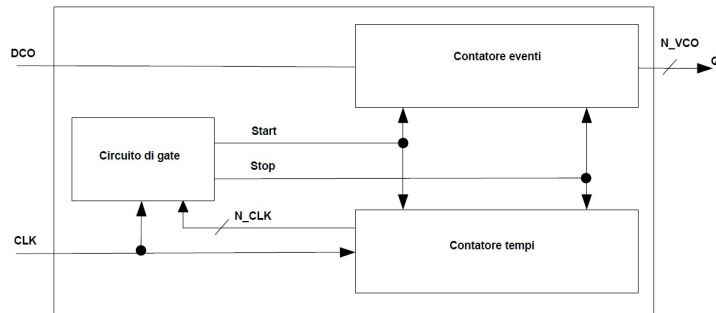 DCO
Contatore eventi
N_VCO
Q
Circuito di gate
Start
Stop
N_CLK
CLK
Contatore tempi